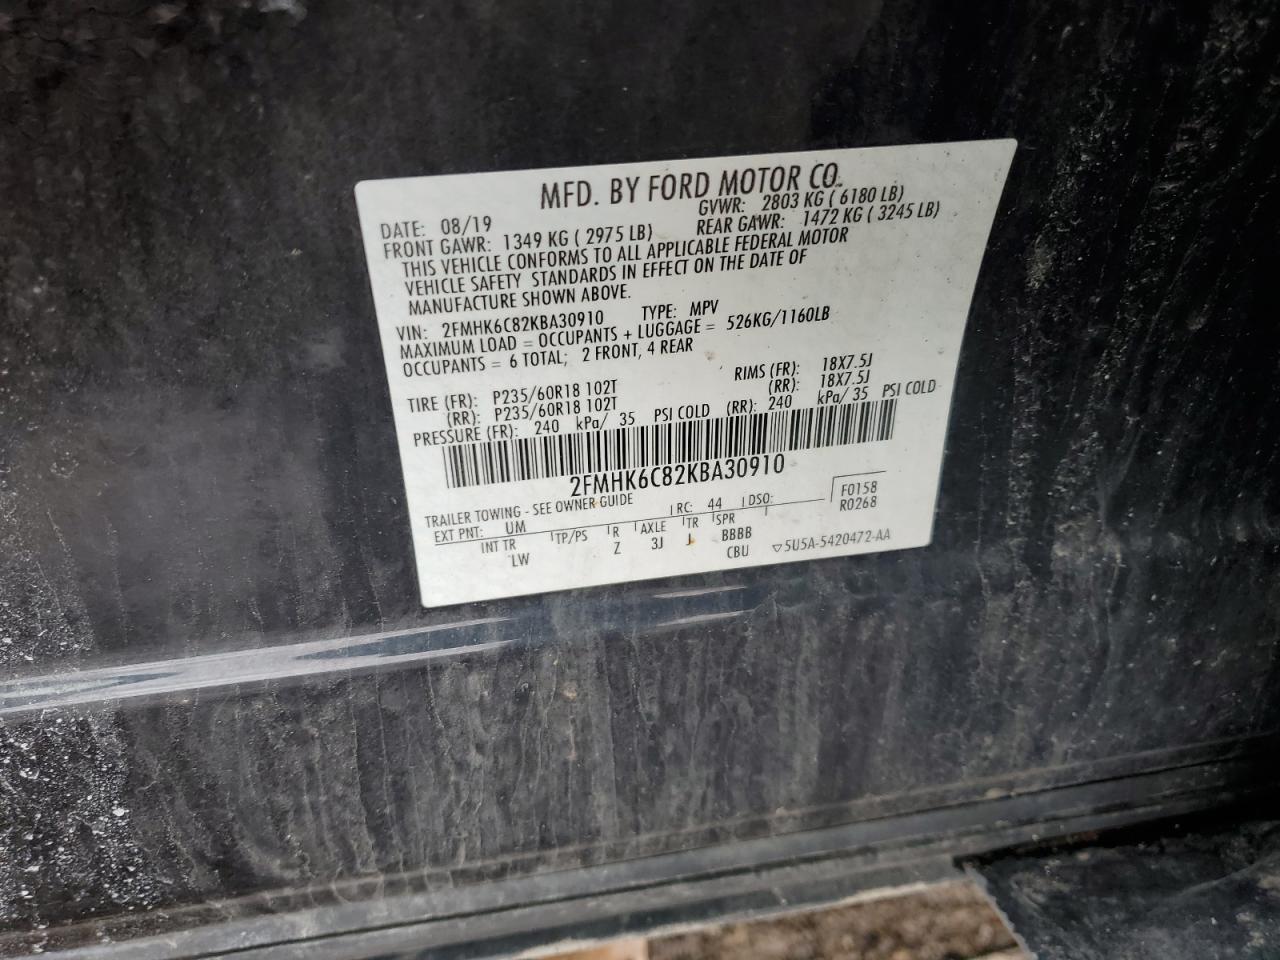 MFD. BY FORD MOTOR CO.
DATE: 08/19 GVWR: 2803 KG ( 6180 LB)
FRONT GAWR: 1349 KG ( 2975 LB) REAR GAWR: 1472 KG ( 3245 LB)
THIS VEHICLE CONFORMS TO ALL APPLICABLE FEDERAL MOTOR
VEHICLE SAFETY STANDARDS IN EFFECT ON THE DATE OF
MANUFACTURE SHOWN ABOVE.
VIN: 2FMHK6C82KBA30910 TYPE: MPV
MAXIMUM LOAD = OCCUPANTS + LUGGAGE = 526KG/1160LB
OCCUPANTS = 6 TOTAL; 2 FRONT, 4 REAR
TIRE (FR): P235/60R18 102T RIMS (FR): 18X7.5J
(RR): P235/60R18 102T (RR): 18X7.5J
PRESSURE (FR): 240 kPa/ 35 PSI COLD (RR): 240 kPa/ 35 PSI COLD
2FMHK6C82KBA30910
TRAILER TOWING - SEE OWNER GUIDE
EXT PNT: UM RC: 44 DSO: F0158
R0268
INT TR TP/PS R AXLE TR SPR
LW Z 3J J BBBB
CBU ▽5U5A-5420472-AA